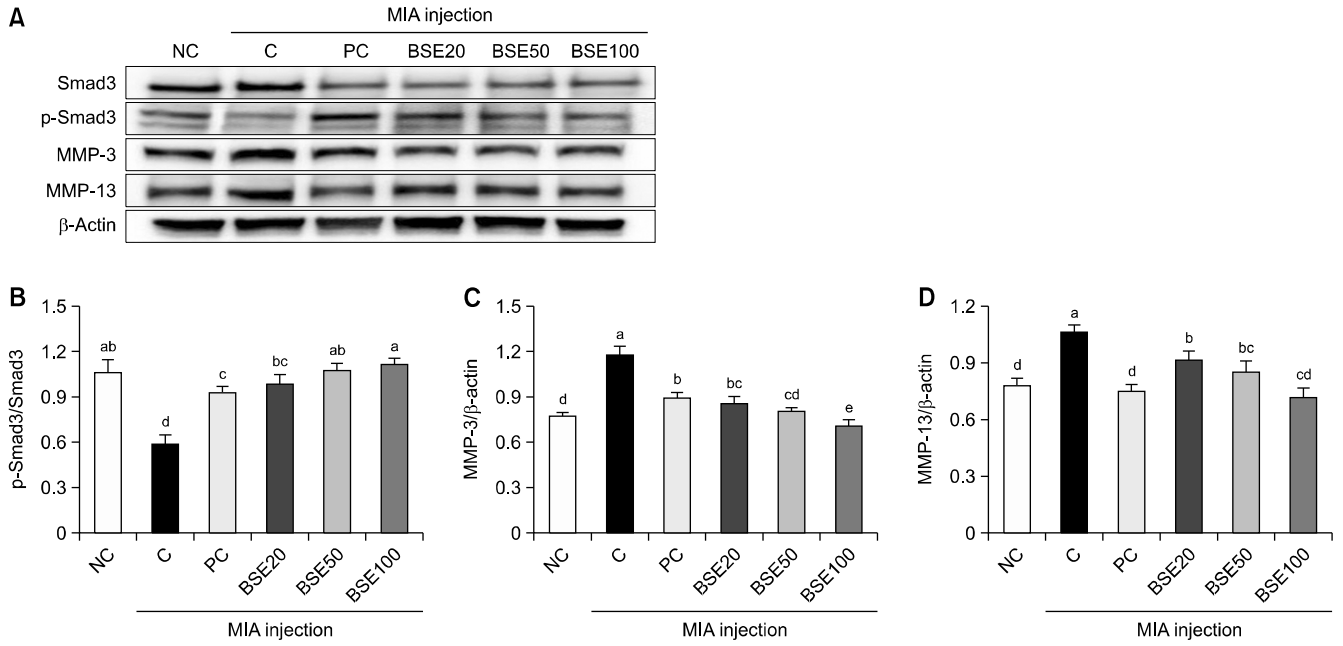 A
MIA injection
NC C PC BSE20 BSE50 BSE100
Smad3
p-Smad3
MMP-3
MMP-13
β-Actin
B
p-Smad3/Smad3
1.5
1.2
0.9
0.6
0.3
0
ab
d
c
bc
ab
a
NC C PC BSE20 BSE50 BSE100
MIA injection
C
MMP-3/β-actin
1.5
1.2
0.9
0.6
0.3
0
d
a
b
bc
cd
e
NC C PC BSE20 BSE50 BSE100
MIA injection
D
MMP-13/β-actin
1.2
0.9
0.6
0.3
0
d
a
d
b
bc
cd
NC C PC BSE20 BSE50 BSE100
MIA injection